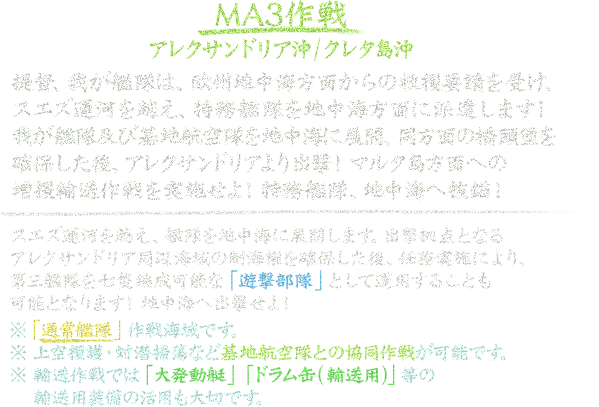 MA3作戦
アレクサンドリア沖/クレタ島沖
提督、我が艦隊は、欧州地中海方面からの救援要請を受け、
スエズ運河を越え、特務艦隊を地中海方面に派遣します！
我が艦隊及び基地航空隊を地中海に展開、同方面の橋頭堡を
確保した後、アレクサンドリアより出撃！ マルタ島方面への
増援輸送作戦を実施せよ！ 特務艦隊、地中海へ抜錨！
スエズ運河を越え、艦隊を地中海に展開します。出撃拠点となる
アレクサンドリア周辺海域の制海権を確保した後、任務実施により、
第三艦隊を七隻編成可能な「遊撃部隊」として運用することも
可能となります！ 地中海へ出撃せよ！
※「通常艦隊」作戦海域です。
※ 上空援護・対潜掃蕩など基地航空隊との協同作戦が可能です。
※ 輸送作戦では「大発動艇」「ドラム缶(輸送用)」等の
輸送用装備の活用も大切です。